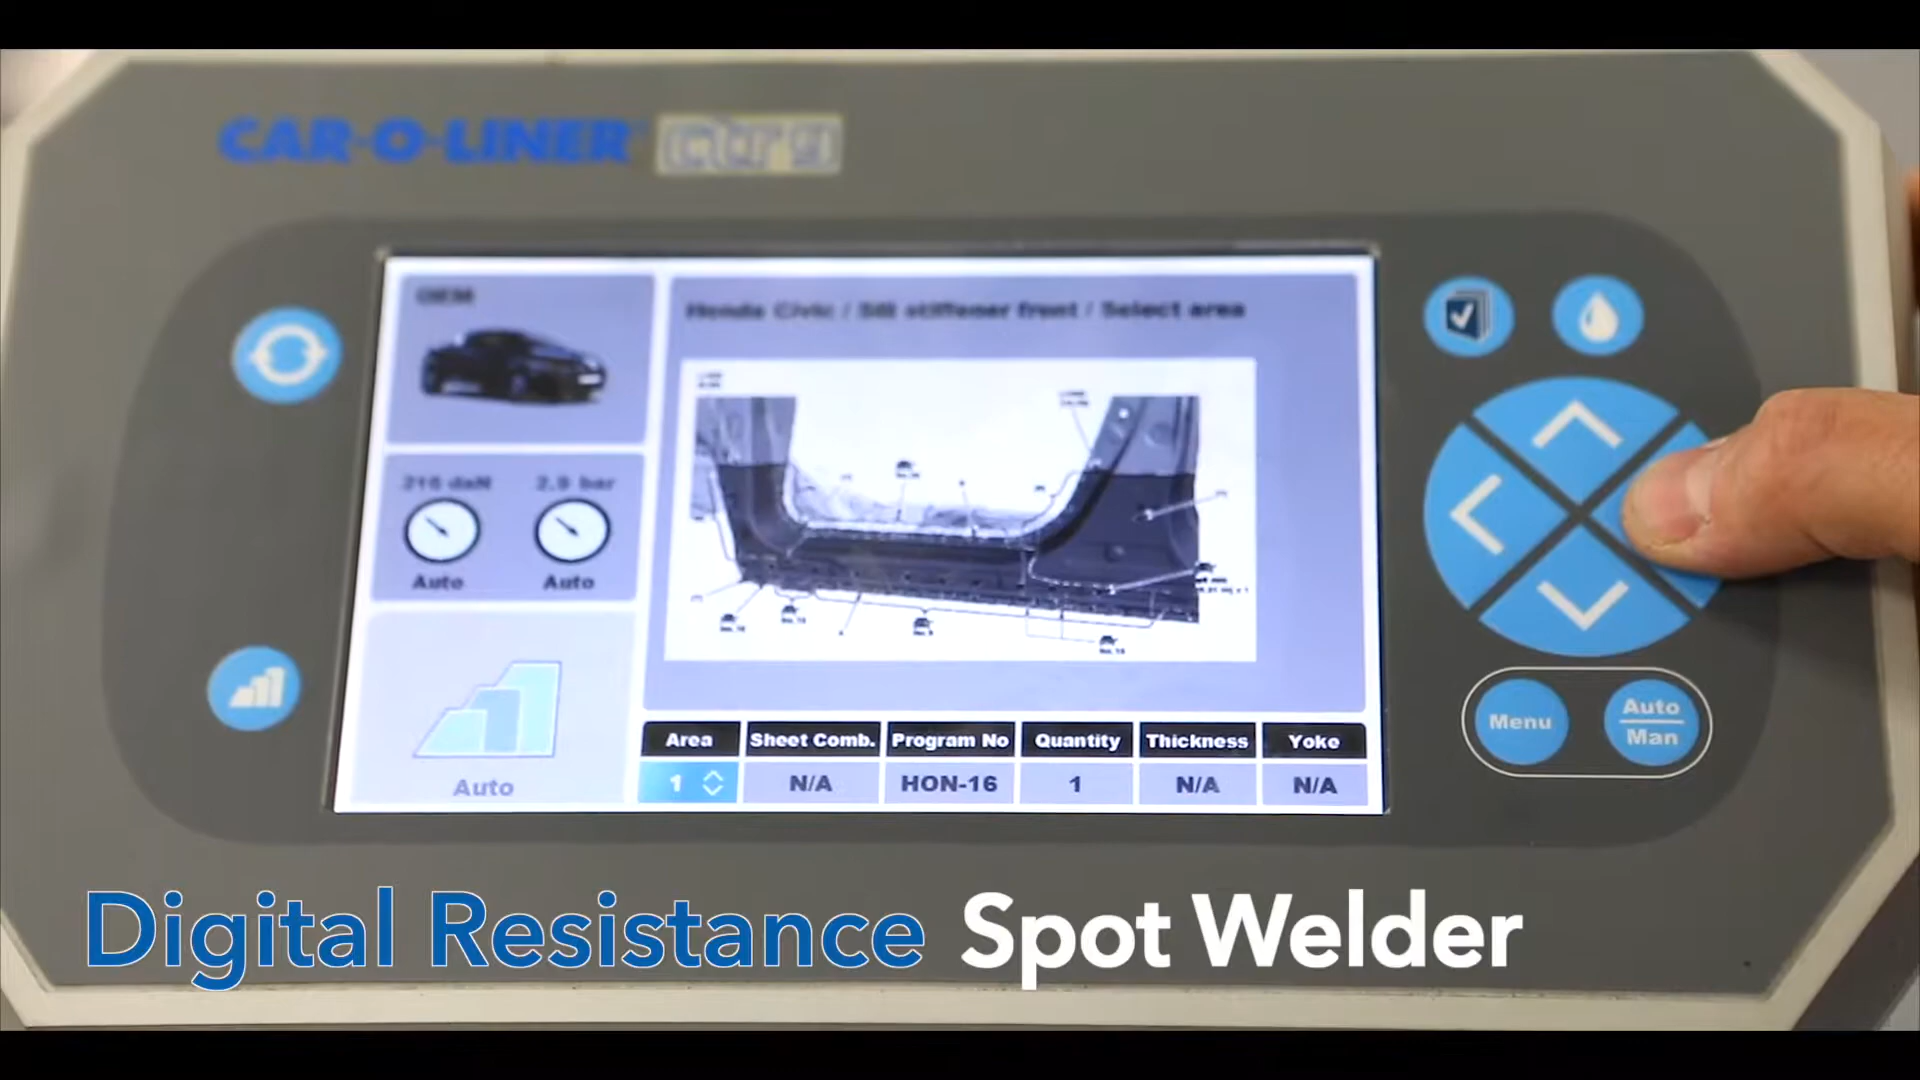 CAR-O-LINER
OEM
Honda Civic / Sill stiffener front / Select area
216 daN
2.9 bar
Auto
Auto
Auto
Area
Sheet Comb.
Program No
Quantity
Thickness
Yoke
1
N/A
HON-16
1
N/A
N/A
Menu
Auto
Man
Digital Resistance Spot Welder